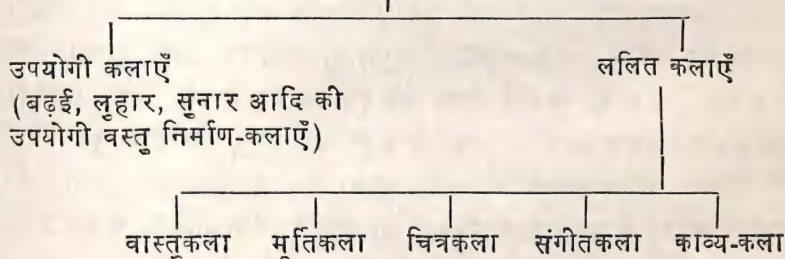 उपयोगी कलाएँ ललित कलाएँ
(बढ़ई, लुहार, सुनार आदि की
उपयोगी वस्तु निर्माण-कलाएँ)
वास्तुकला मूर्तिकला चित्रकला संगीतकला काव्य-कला